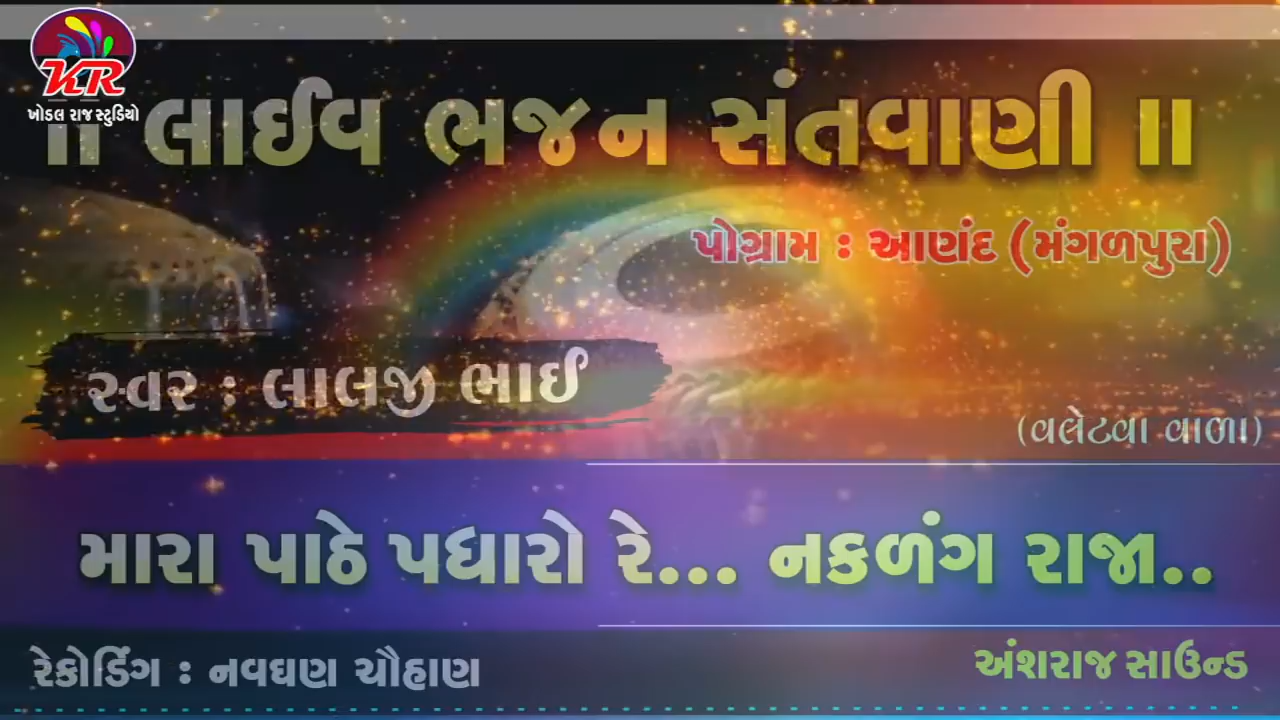 KR
ખોડલ રાજ સ્ટુડિયો
॥ લાઈવ ભજન સંતવાણી ॥
પોગ્રામ : આણંદ (મંગળપુરા)
સ્વર : લાલજી ભાઈ
(વલેટવા વાળા)
મારા પાઠે પધારો રે... નકળંગ રાજા..
રેકોર્ડિંગ : નવઘણ ચૌહાણ
અંશરાજ સાઉન્ડ